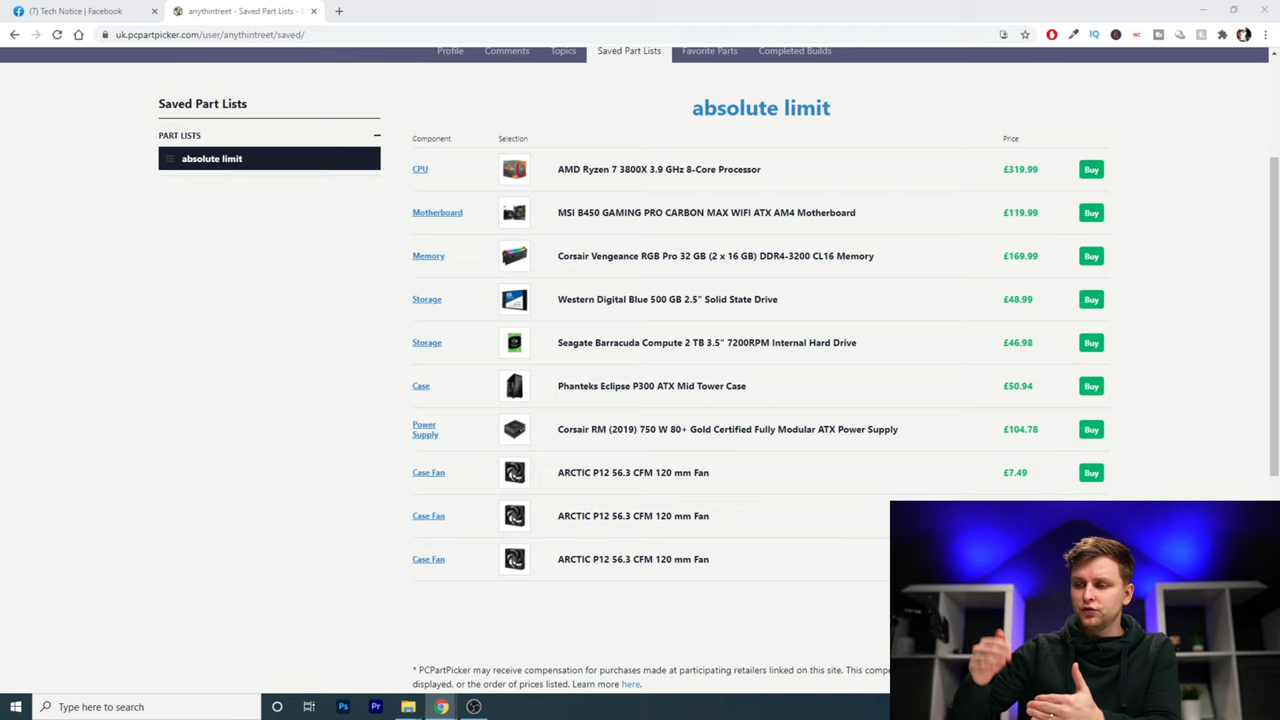 (7) Tech Notice | Facebook
anythintreet - Saved Part Lists -
uk.pcpartpicker.com/user/anythintreet/saved/
Profile Comments Topics Saved Part Lists Favorite Parts Completed Builds
Saved Part Lists
PART LISTS
absolute limit
absolute limit
Component Selection Price
CPU AMD Ryzen 7 3800X 3.9 GHz 8-Core Processor £319.99 Buy
Motherboard MSI B450 GAMING PRO CARBON MAX WIFI ATX AM4 Motherboard £119.99 Buy
Memory Corsair Vengeance RGB Pro 32 GB (2 x 16 GB) DDR4-3200 CL16 Memory £169.99 Buy
Storage Western Digital Blue 500 GB 2.5" Solid State Drive £48.99 Buy
Storage Seagate Barracuda Compute 2 TB 3.5" 7200RPM Internal Hard Drive £46.98 Buy
Case Phanteks Eclipse P300 ATX Mid Tower Case £50.94 Buy
Power Supply Corsair RM (2019) 750 W 80+ Gold Certified Fully Modular ATX Power Supply £104.78 Buy
Case Fan ARCTIC P12 56.3 CFM 120 mm Fan £7.49 Buy
Case Fan ARCTIC P12 56.3 CFM 120 mm Fan
Case Fan ARCTIC P12 56.3 CFM 120 mm Fan
* PCPartPicker may receive compensation for purchases made at participating retailers linked on this site. This
displayed, or the order of prices listed. Learn more here.
Type here to search
Ps Pr